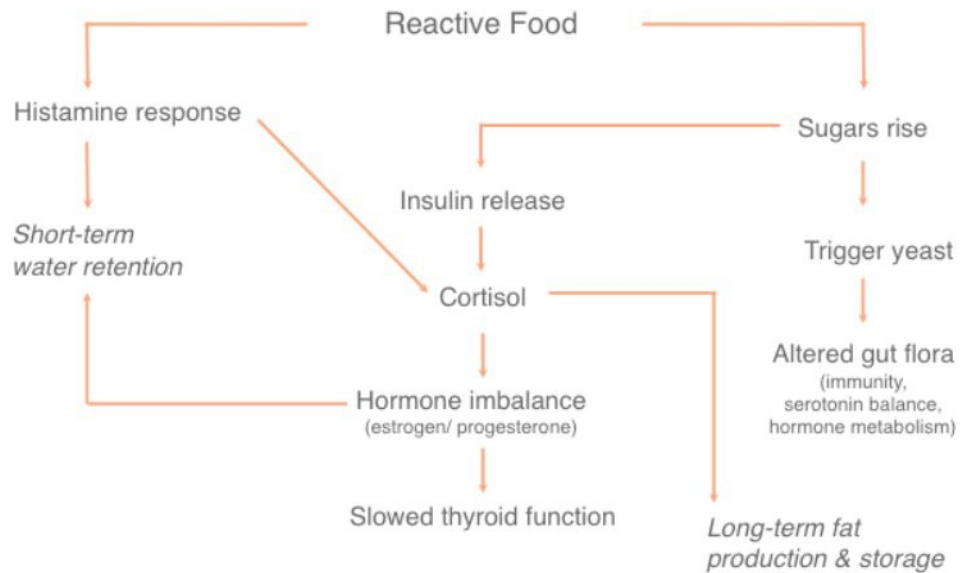 Reactive Food
Histamine response
Sugars rise
Insulin release
Short-term
water retention
Trigger yeast
Cortisol
Altered gut flora
(immunity,
serotonin balance,
hormone metabolism)
Hormone imbalance
(estrogen/ progesterone)
Slowed thyroid function
Long-term fat
production & storage